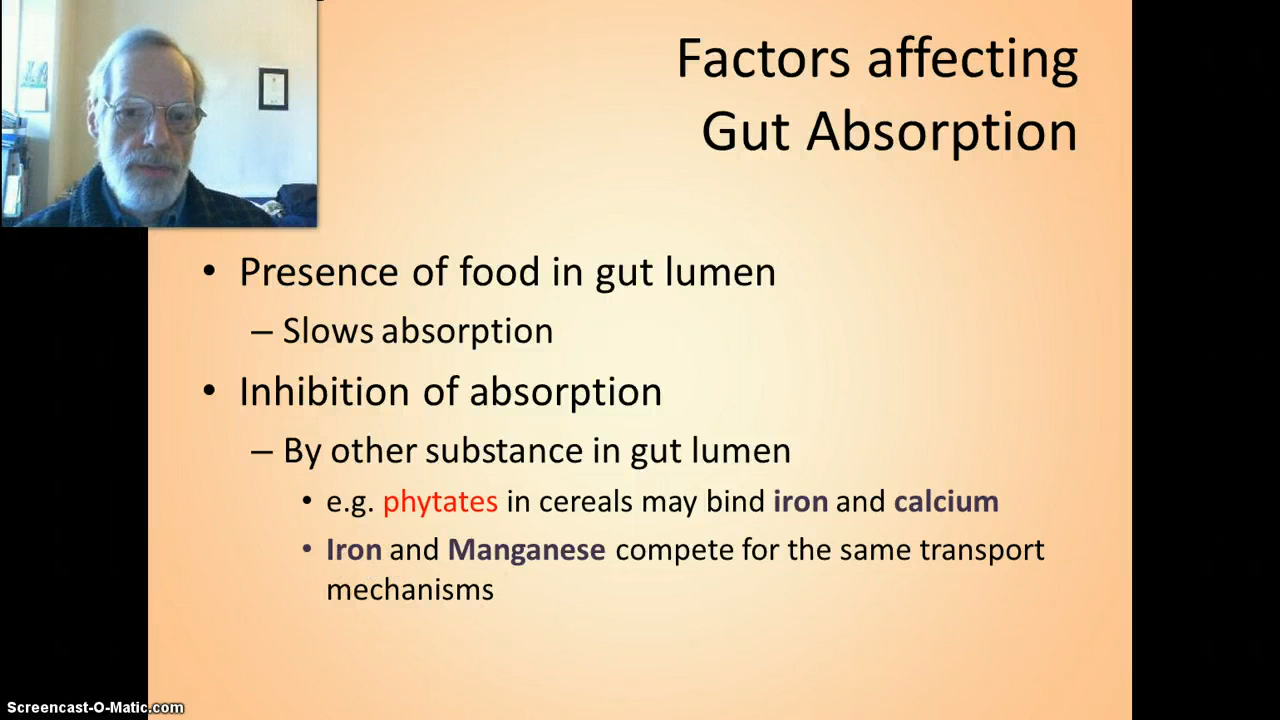 Factors affecting
Gut Absorption
• Presence of food in gut lumen
– Slows absorption
• Inhibition of absorption
– By other substance in gut lumen
• e.g. phytates in cereals may bind iron and calcium
• Iron and Manganese compete for the same transport
mechanisms
Screencast-O-Matic.com